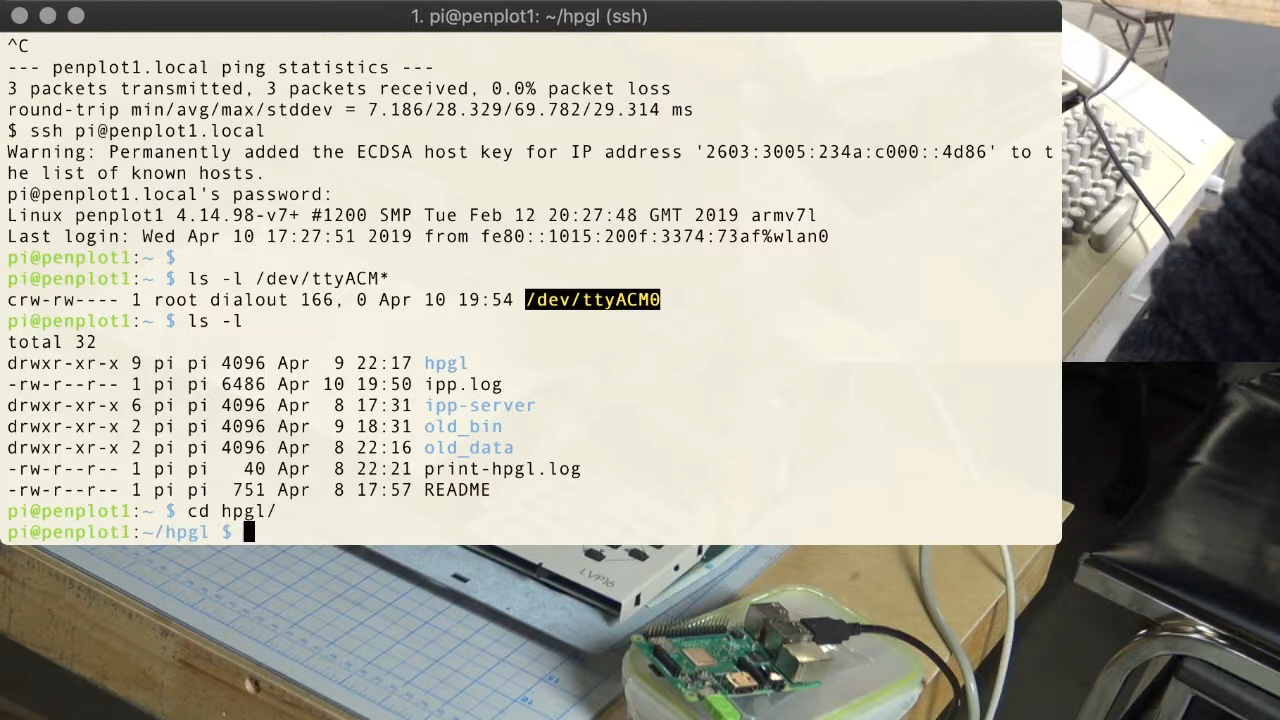 1. pi@penplot1: ~/hpgl (ssh)
^C
--- penplot1.local ping statistics ---
3 packets transmitted, 3 packets received, 0.0% packet loss
round-trip min/avg/max/stddev = 7.186/28.329/69.782/29.314 ms
$ ssh pi@penplot1.local
Warning: Permanently added the ECDSA host key for IP address '2603:3005:234a:c000::4d86' to t
he list of known hosts.
pi@penplot1.local's password:
Linux penplot1 4.14.98-v7+ #1200 SMP Tue Feb 12 20:27:48 GMT 2019 armv7l
Last login: Wed Apr 10 17:27:51 2019 from fe80::1015:200f:3374:73af%wlan0
pi@penplot1:~ $
pi@penplot1:~ $ ls -l /dev/ttyACM*
crw-rw---- 1 root dialout 166, 0 Apr 10 19:54 /dev/ttyACM0
pi@penplot1:~ $ ls -l
total 32
drwxr-xr-x 9 pi pi 4096 Apr  9 22:17 hpgl
-rw-r--r-- 1 pi pi 6486 Apr 10 19:50 ipp.log
drwxr-xr-x 6 pi pi 4096 Apr  8 17:31 ipp-server
drwxr-xr-x 2 pi pi 4096 Apr  9 18:31 old_bin
drwxr-xr-x 2 pi pi 4096 Apr  8 22:16 old_data
-rw-r--r-- 1 pi pi   40 Apr  8 22:21 print-hpgl.log
-rw-r--r-- 1 pi pi  751 Apr  8 17:57 README
pi@penplot1:~ $ cd hpgl/
pi@penplot1:~/hpgl $
LVP16